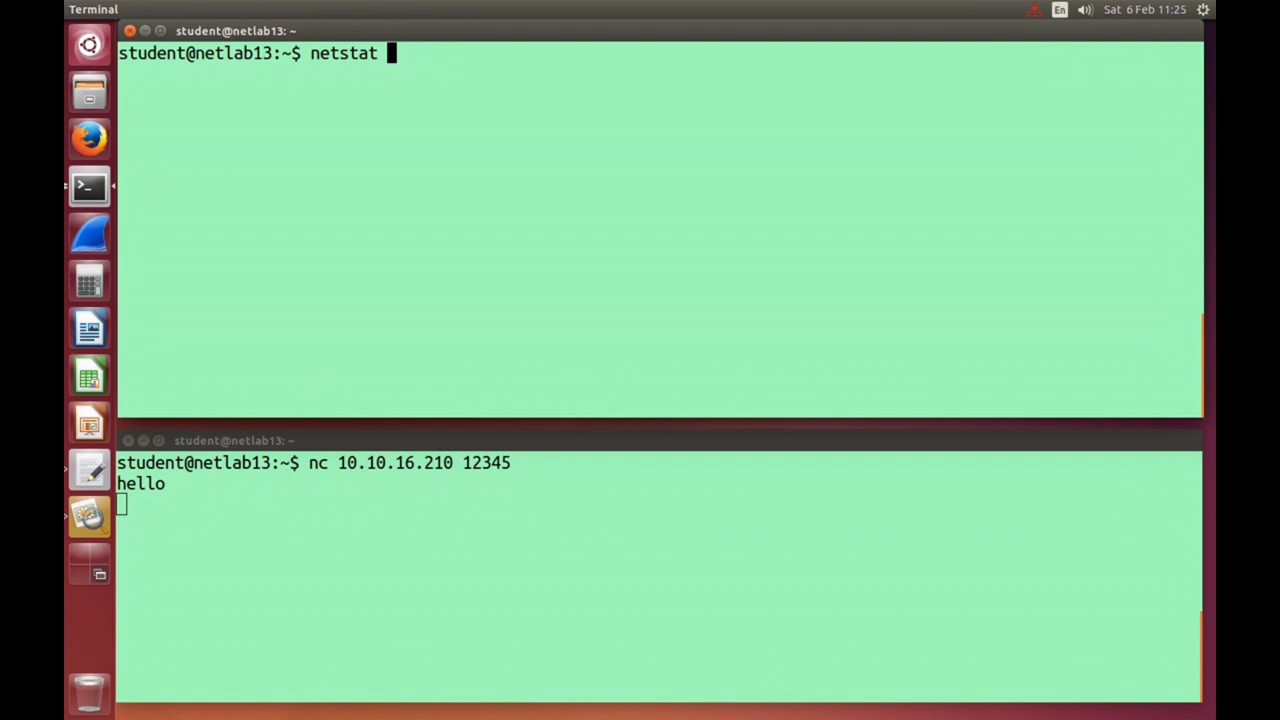 Terminal
En
Sat 6 Feb 11:25
student@netlab13: ~
student@netlab13:~$ netstat
student@netlab13: ~
student@netlab13:~$ nc 10.10.16.210 12345
hello